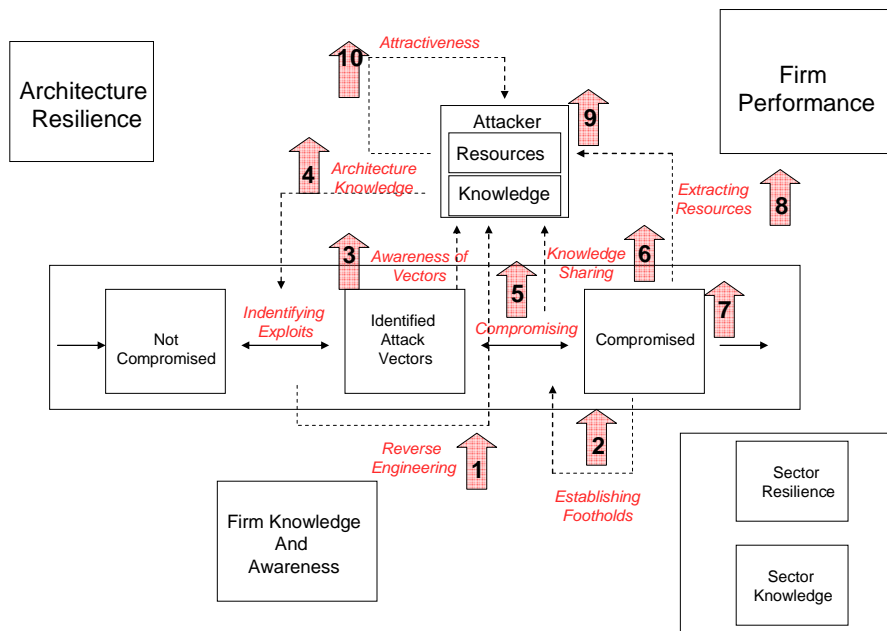 10
Attractiveness
Architecture
Resilience
Firm
Performance
9
Attacker
Resources
Knowledge
4
Architecture
Knowledge
Extracting
Resources
8
3
Awareness of
Vectors
5
Knowledge
Sharing
6
7
Not
Compromised
Indentifying
Exploits
Identified
Attack
Vectors
Compromising
Compromised
Reverse
Engineering
1
2
Establishing
Footholds
Firm Knowledge
And
Awareness
Sector
Resilience
Sector
Knowledge